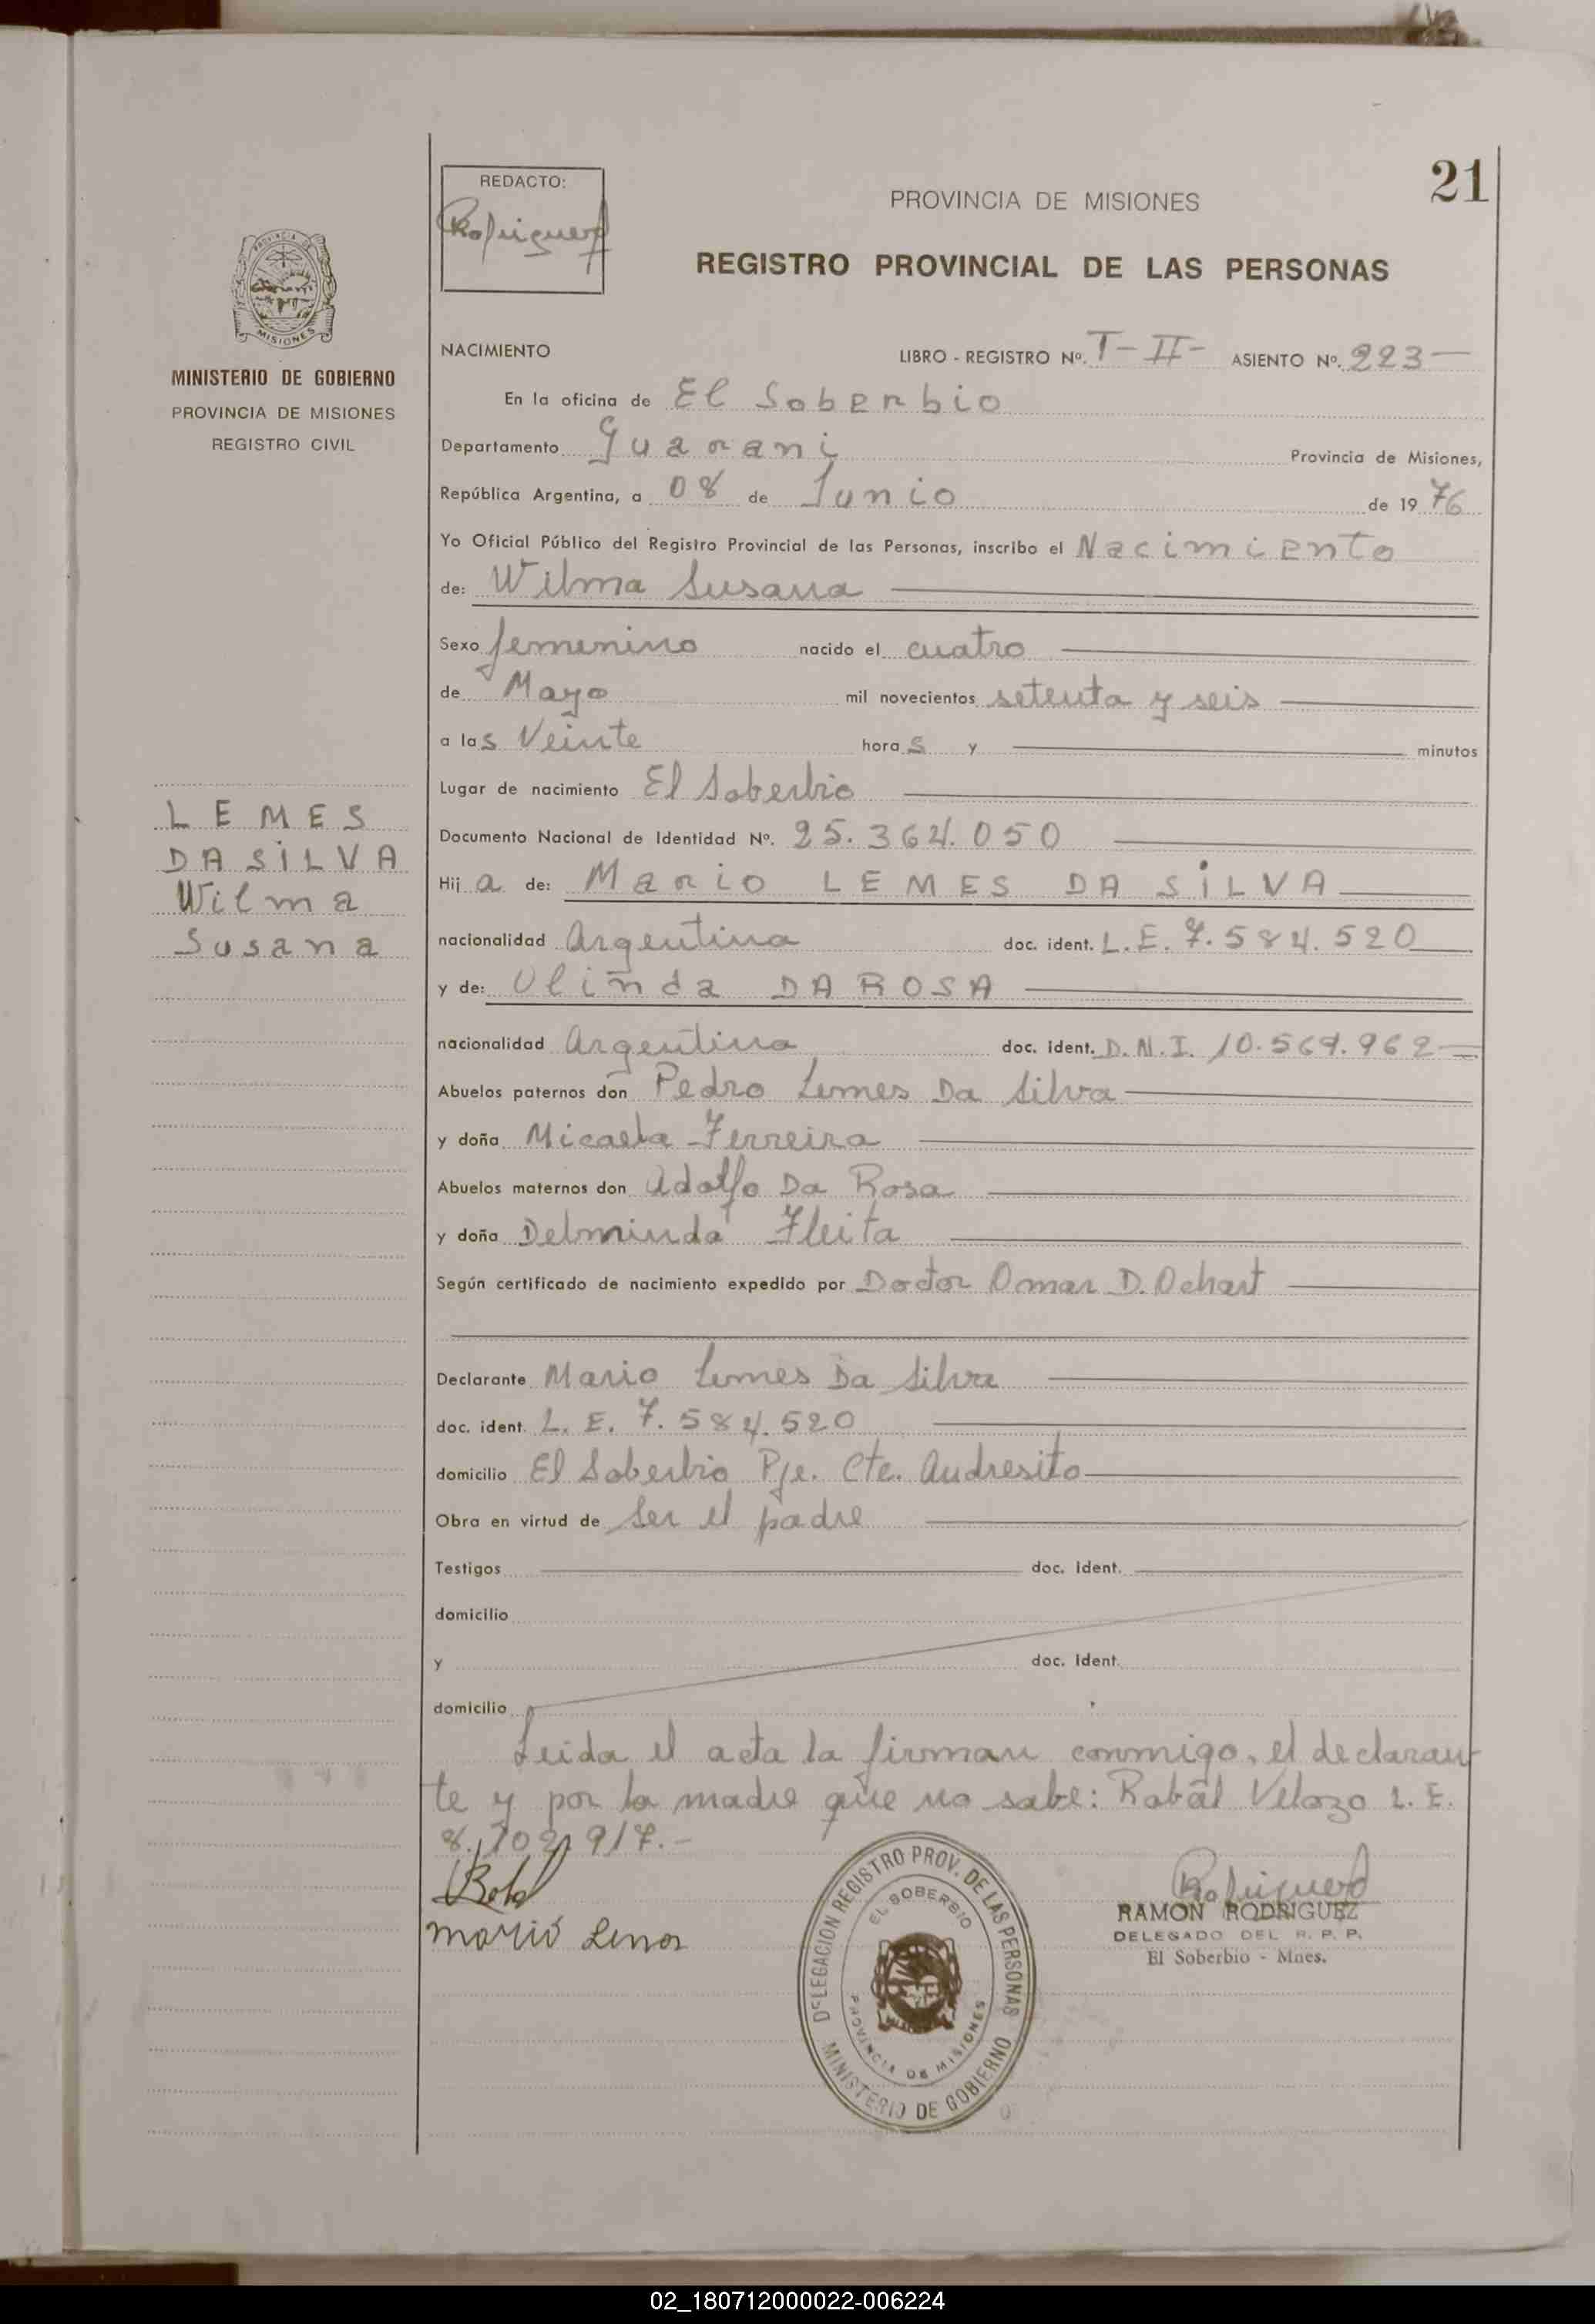 21
REDACTO:
Rodriguez
PROVINCIA DE MISIONES
REGISTRO PROVINCIAL DE LAS PERSONAS
PROVINCIA DE
MISIONES
MINISTERIO DE GOBIERNO
PROVINCIA DE MISIONES
REGISTRO CIVIL
NACIMIENTO LIBRO - REGISTRO Nº. T-II- ASIENTO Nº. 223
En la oficina de El Soberbio
Departamento Guarani Provincia de Misiones,
República Argentina, a 08 de Junio de 1976
Yo Oficial Público del Registro Provincial de las Personas, inscribo el Nacimiento
de: Wilma Susana
Sexo femenino nacido el cuatro
de Mayo mil novecientos setenta y seis
a las Veinte horas y minutos
Lugar de nacimiento El Soberbio
LEMES
DA SILVA
Wilma
Susana
Documento Nacional de Identidad Nº. 25.364.050
Hija de: Mario LEMES DA SILVA
nacionalidad Argentina doc. ident. L.E. 7.584.520
y de: Olinda DA ROSA
nacionalidad Argentina doc. ident. D.N.I. 10.569.962
Abuelos paternos don Pedro Lemes Da Silva
y doña Micaela Ferreira
Abuelos maternos don Adolfo Da Rosa
y doña Delminda Fleita
Según certificado de nacimiento expedido por Doctor Omar D. Ochart
Declarante Mario Lemes Da Silva
doc. ident. L. E. 7.584.520
domicilio El Soberbio Pje. Cte. Andresito
Obra en virtud de Ser el padre
Testigos doc. ident.
domicilio
y doc. ident.
domicilio
Leida el acta la firman conmigo, el declaran-
te y por la madre que no sabe: Velozo L. E.
8.702.917.-
Mario Lemes
DELEGACION REGISTRO PROV. DE LAS PERSONAS
MINISTERIO DE GOBIERNO
EL SOBERBIO
PROVINCIA DE MISIONES
Rodriguez
RAMON RODRIGUEZ
DELEGADO DEL R. P. P.
El Soberbio - Mnes.
02_180712000022-006224